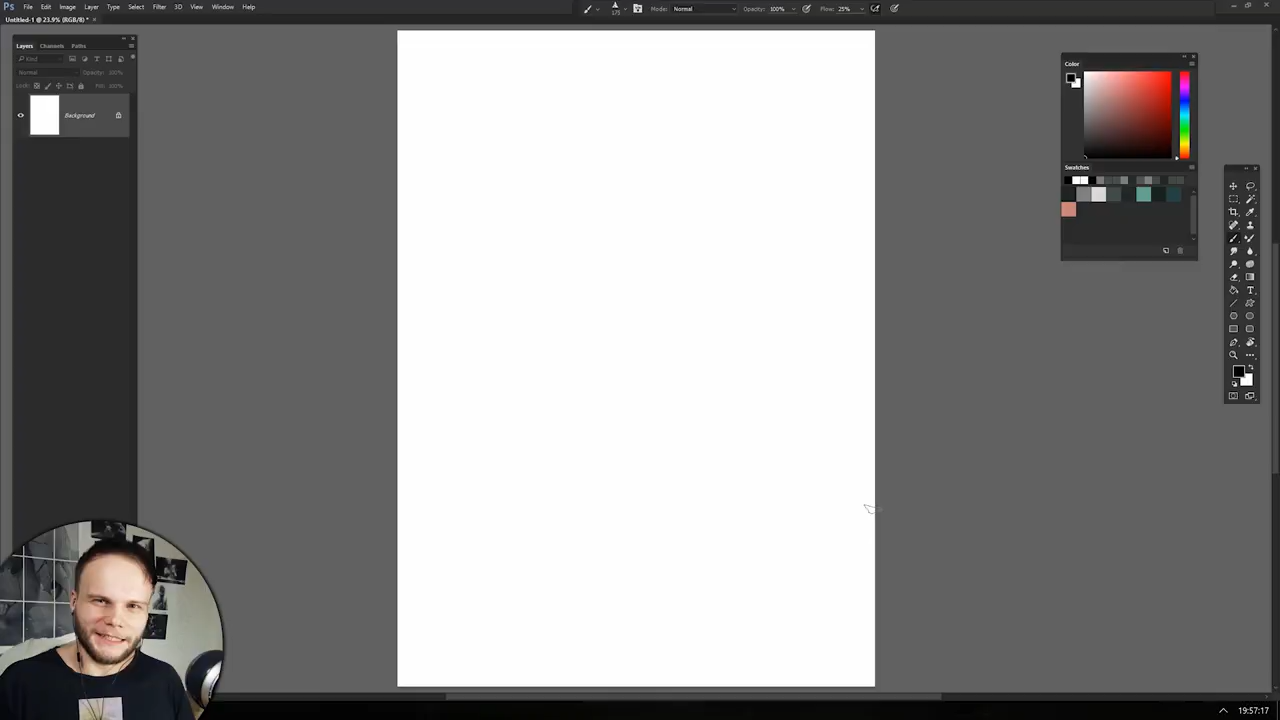 Ps File Edit Image Layer Type Select Filter 3D View Window Help
175 Mode: Normal Opacity: 100% Flow: 25%
Untitled-1 @ 23.9% (RGB/8) *
Layers Channels Paths
Kind
Normal Opacity: 100%
Lock: Fill: 100%
Background
Color
Swatches
19:57:17